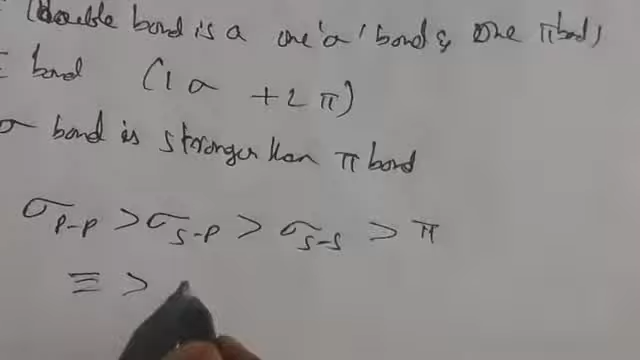 = (double bond is a one 'σ' bond & one π bond)
≡ bond (1 σ + 2 π)
σ bond is stronger than π bond
σp-p > σs-p > σs-s > π
≡ >